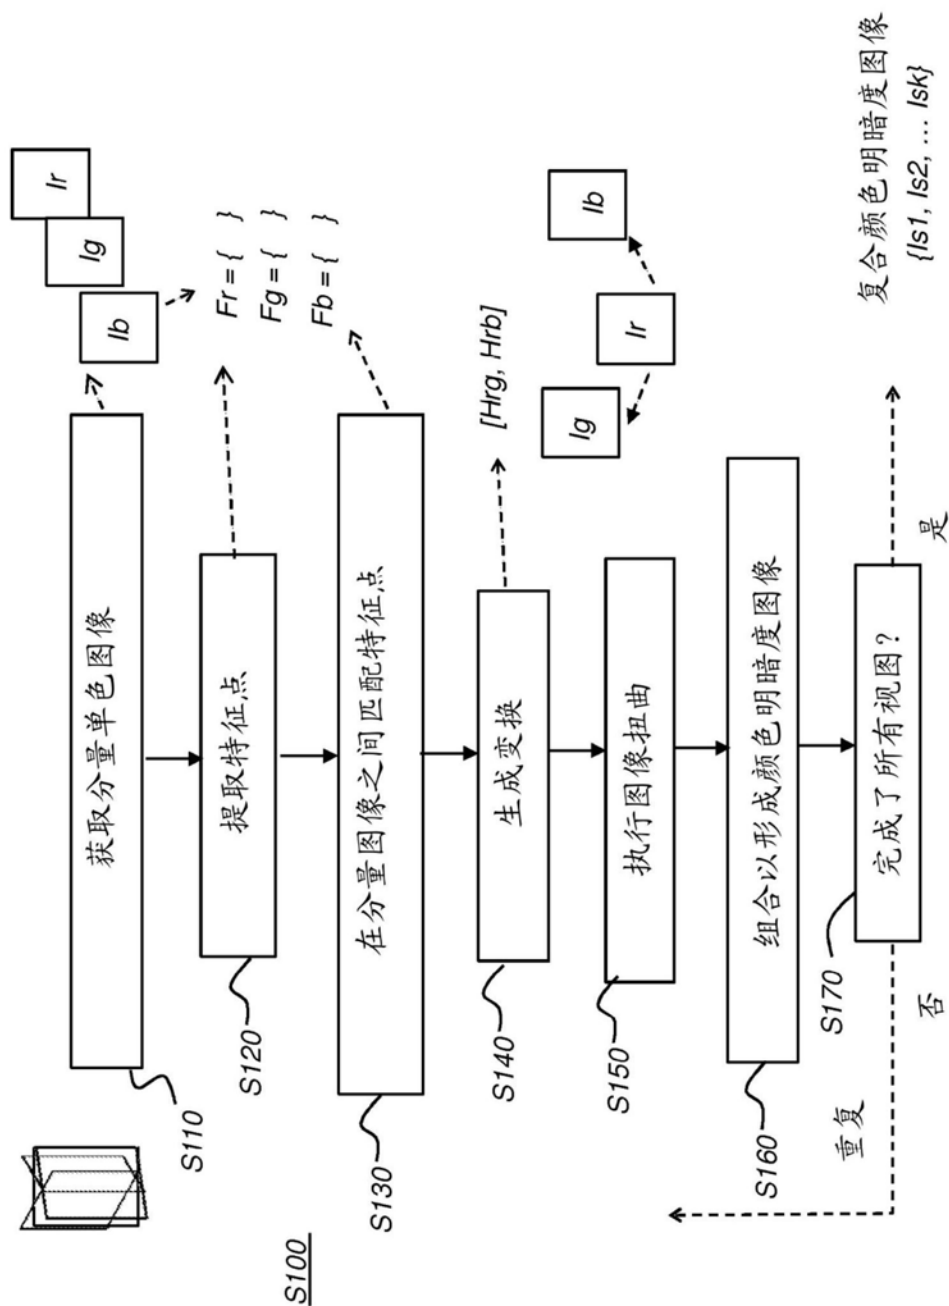 S100
S110
获取分量单色图像
Ib
Ig
Ir
S120
提取特征点
Fr = { }
Fg = { }
Fb = { }
S130
在分量图像之间匹配特征点
S140
生成变换
[Hrg, Hrb]
S150
执行图像扭曲
Ig
Ir
Ib
S160
组合以形成颜色明暗度图像
S170
完成了所有视图?
重复
否
是
复合颜色明暗度图像
{Is1, Is2, ... Isk}